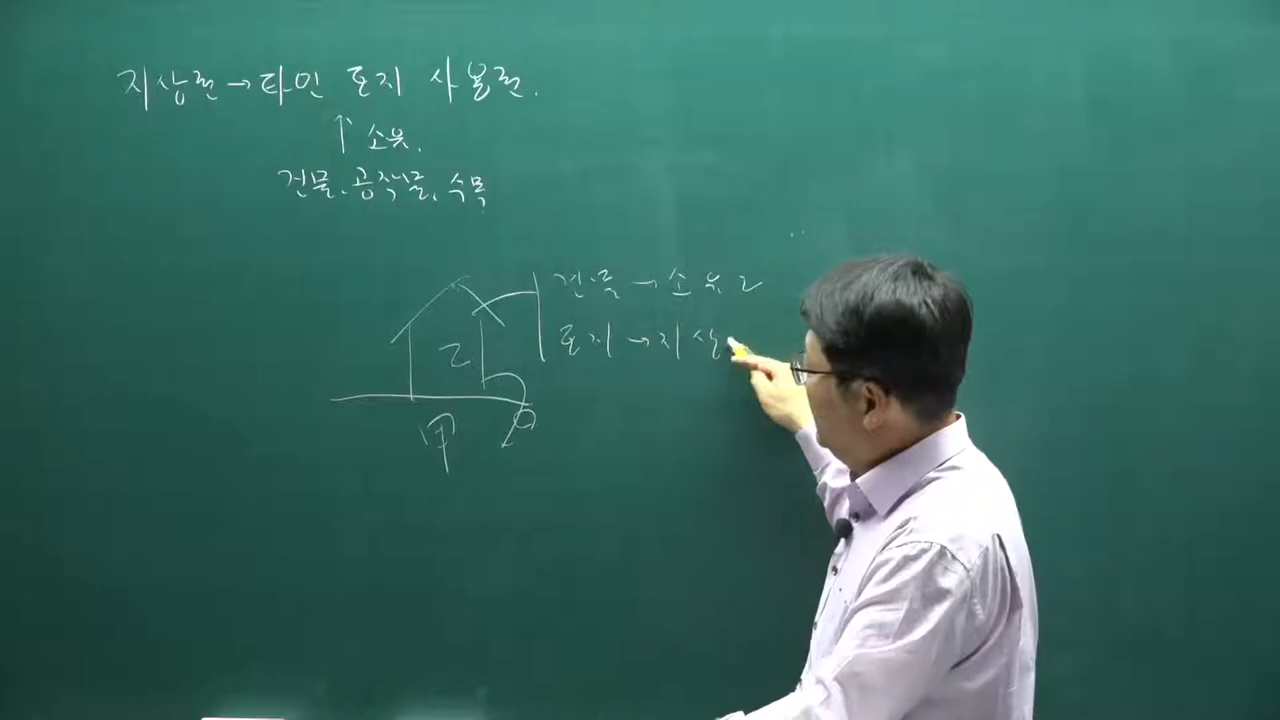 지상권→타인 토지 사용권.
↑ 소유.
건물、공작물、수목
건물 → 소유2
토지 → 지상
乙
甲